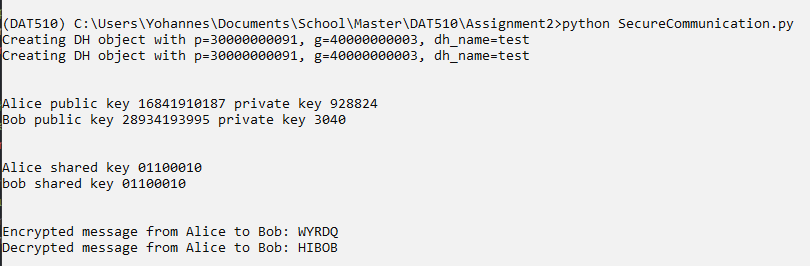 (DAT510) C:\Users\Yohannes\Documents\School\Master\DAT510\Assignment2>python SecureCommunication.py
Creating DH object with p=30000000091, g=40000000003, dh_name=test
Creating DH object with p=30000000091, g=40000000003, dh_name=test
Alice public key 16841910187 private key 928824
Bob public key 28934193995 private key 3040
Alice shared key 01100010
bob shared key 01100010
Encrypted message from Alice to Bob: WYRDQ
Decrypted message from Alice to Bob: HIBOB